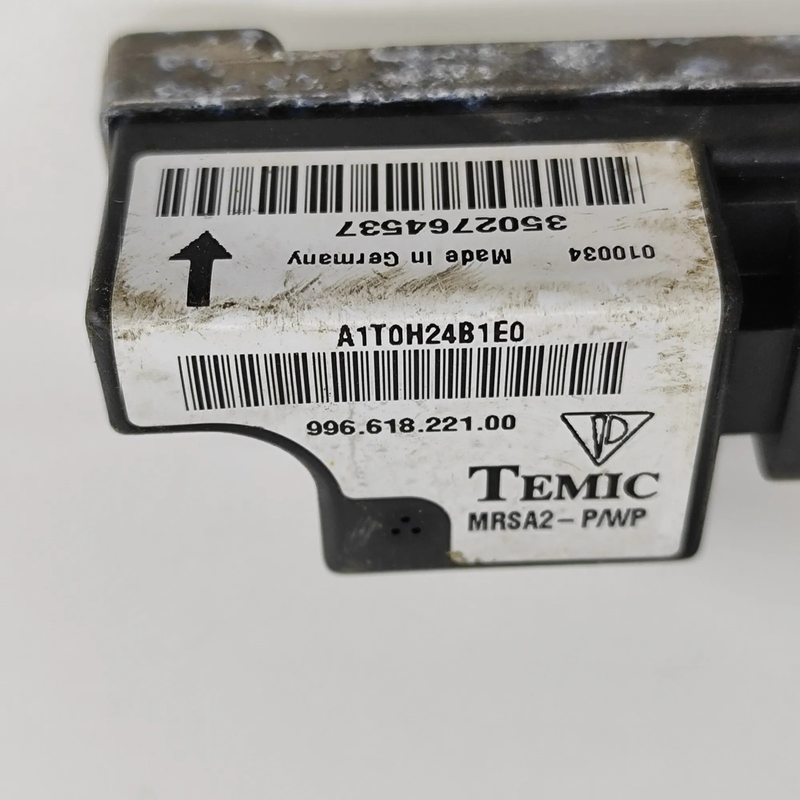 3502764537
Made In Germany 010034
A1T0H24B1E0
996.618.221.00
TEMIC
MRSA2 - P/WP